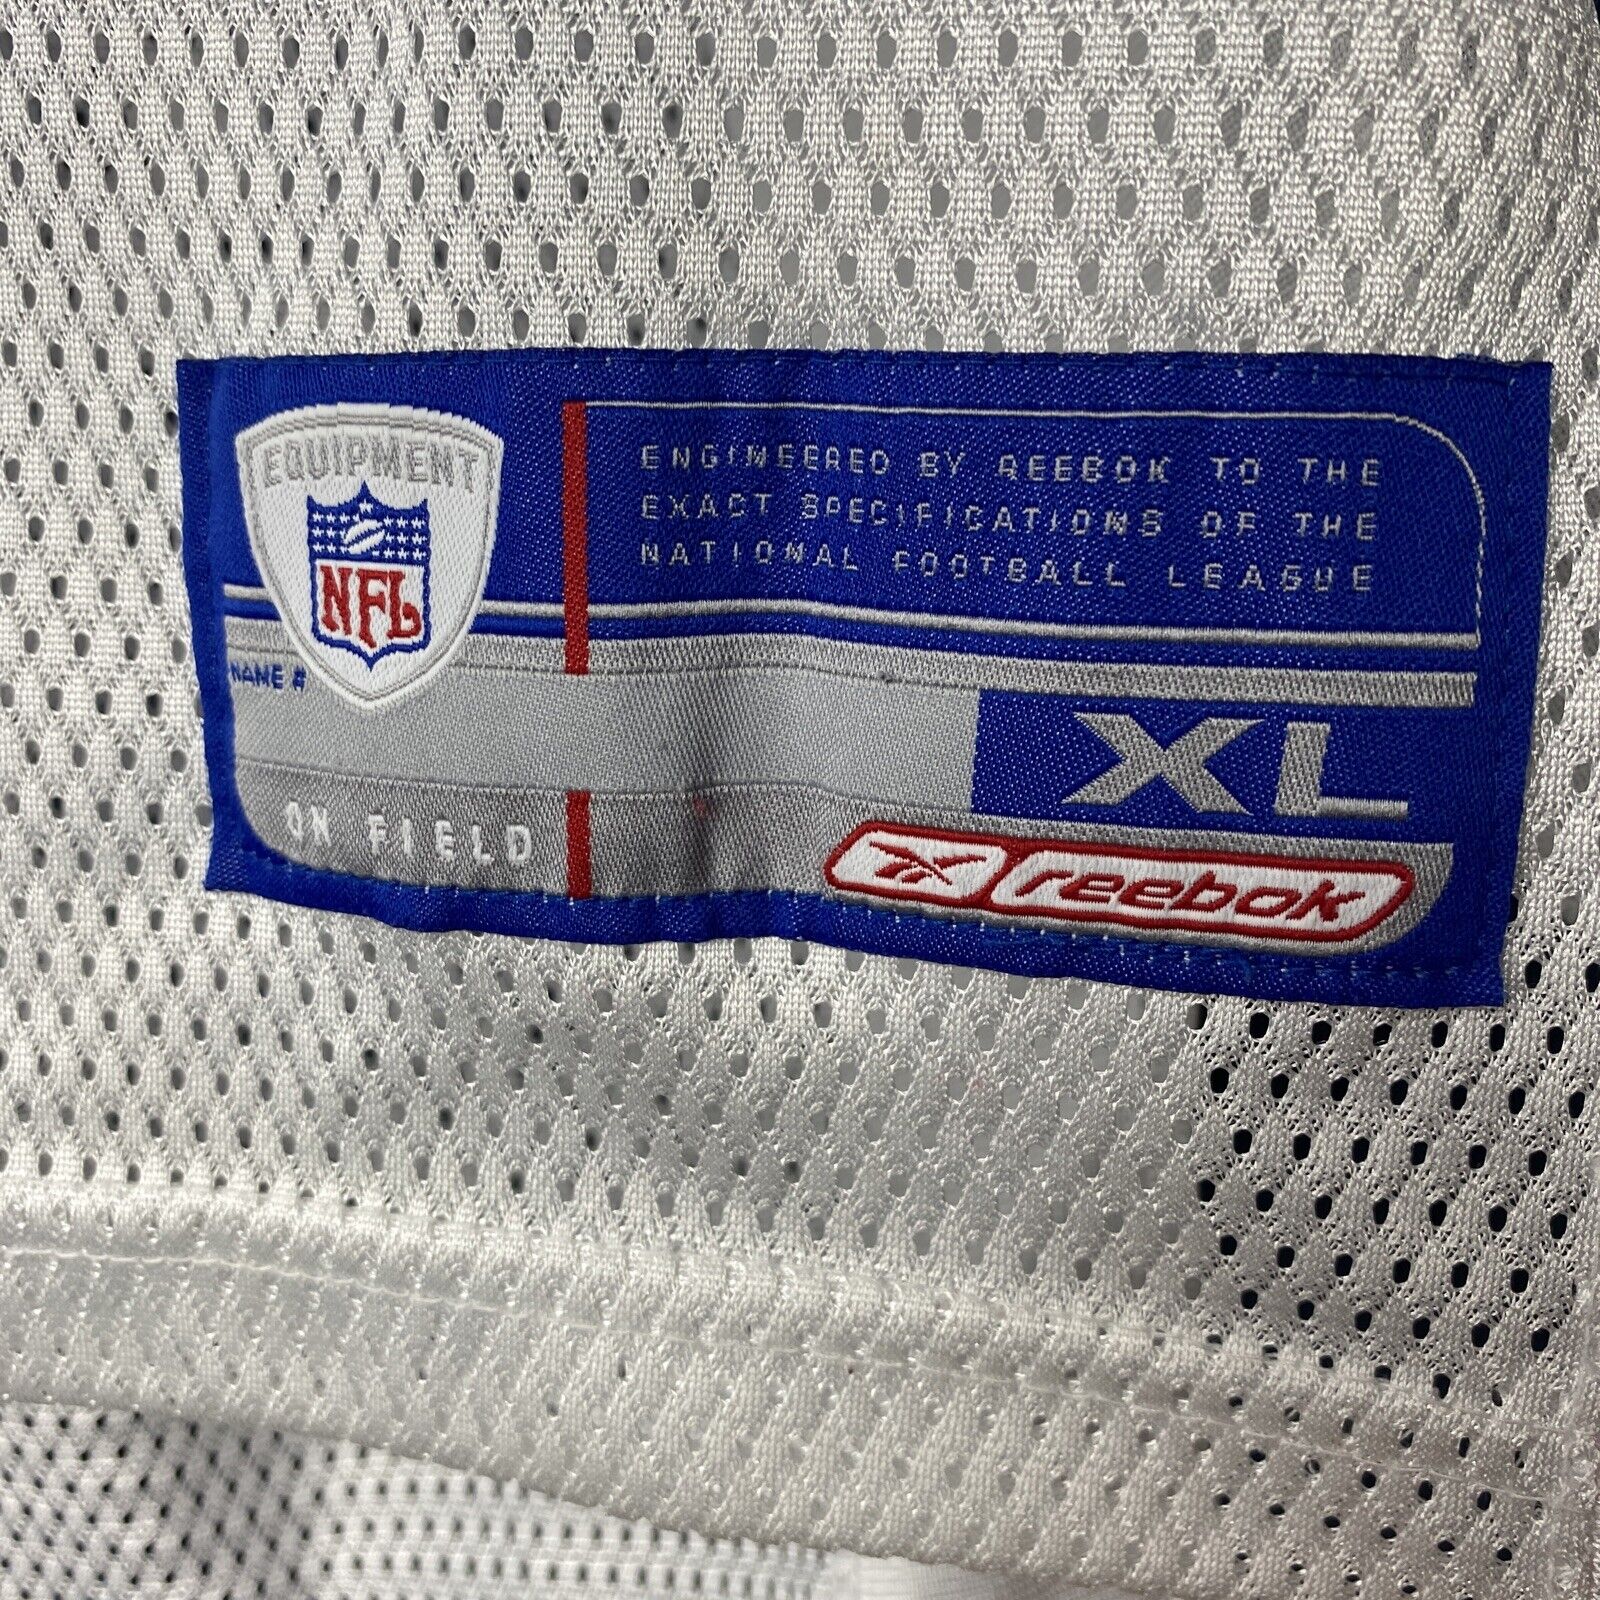 EQUIPMENT
NFL
ENGINEERED BY REEBOK TO THE
EXACT SPECIFICATIONS OF THE
NATIONAL FOOTBALL LEAGUE
NAME #
XL
ON FIELD
reebok